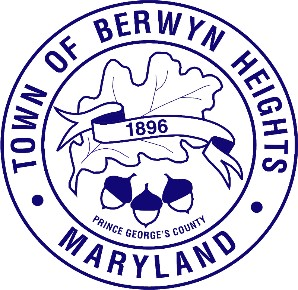 TOWN OF BERWYN HEIGHTS
1896
PRINCE GEORGE'S COUNTY
• MARYLAND •